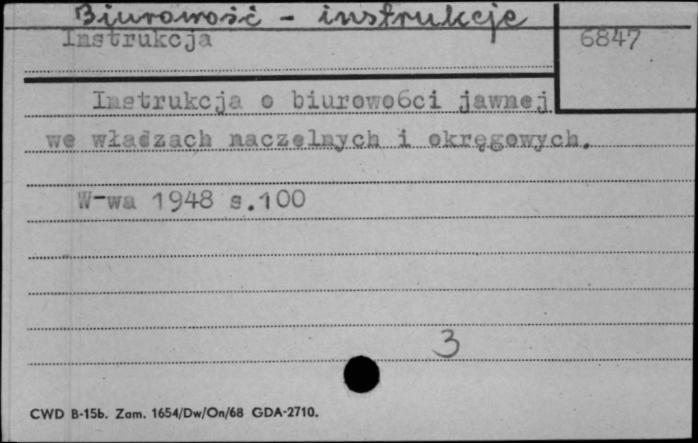 Biurowość - instrukcje
Instrukcja 6847
Instrukcja o biurowo6ci jawnej
we władzach naczelnych i okręgowych.
W-wa 1948 s.100
3
CWD B-15b. Zam. 1654/Dw/On/68 GDA-2710.